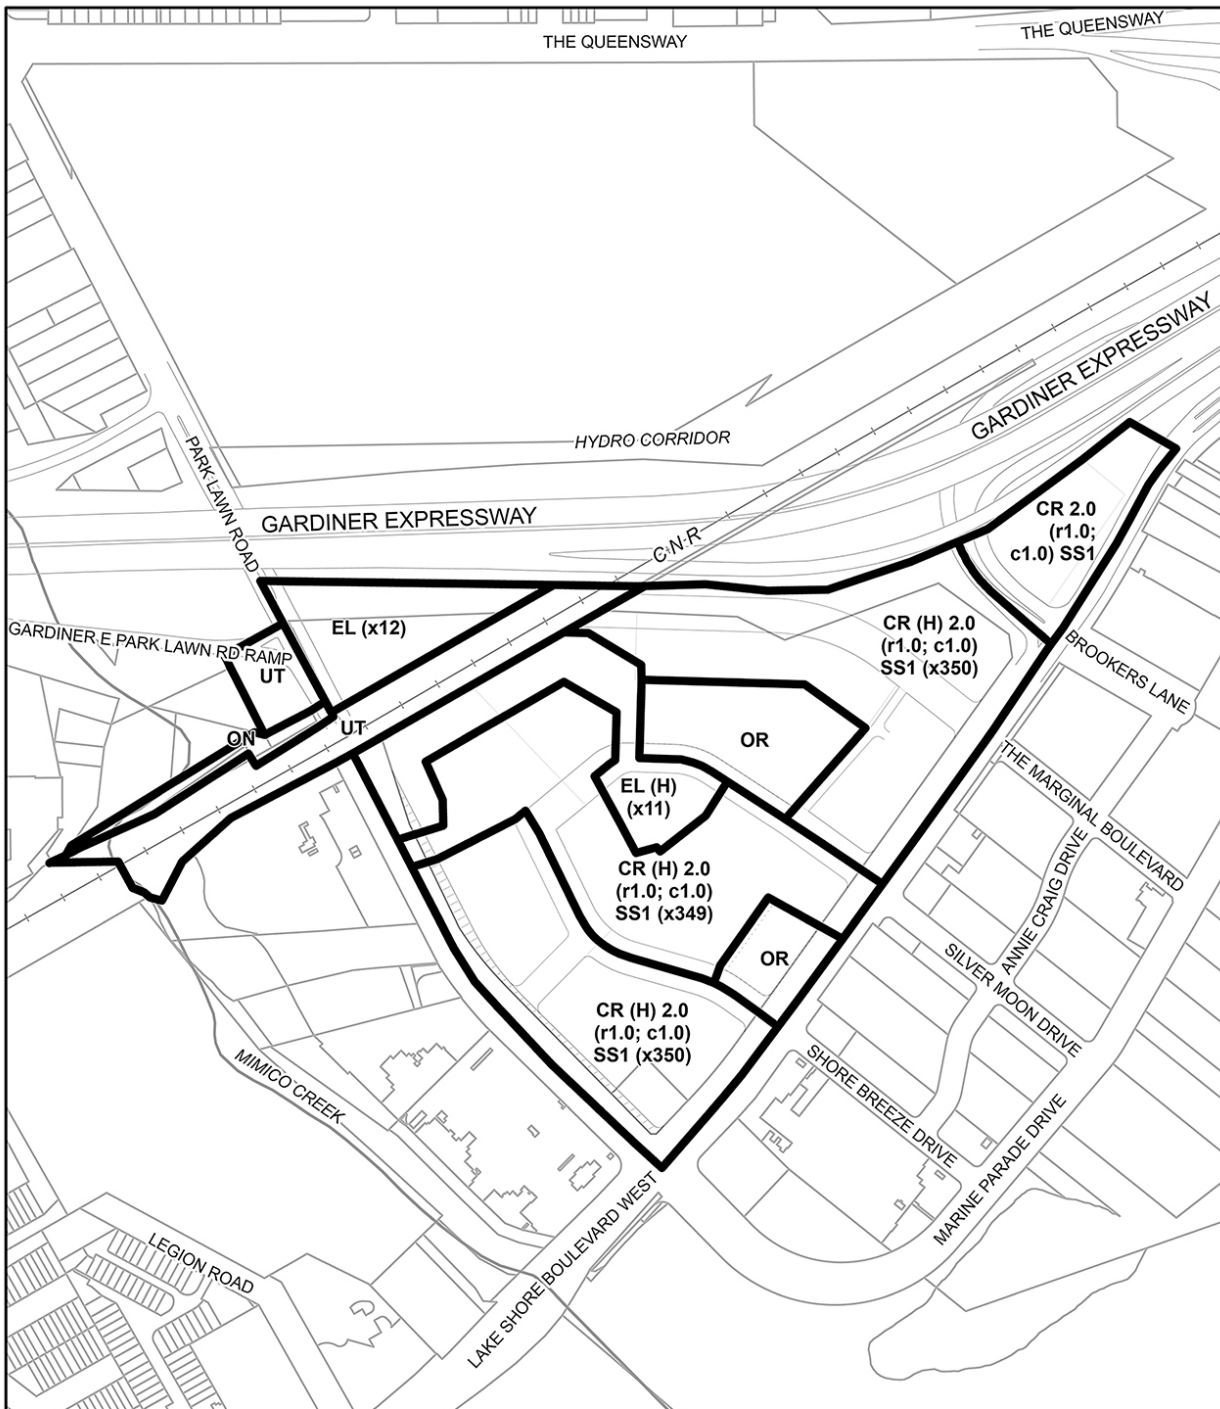 THE QUEENSWAY
THE QUEENSWAY
GARDINER EXPRESSWAY
HYDRO CORRIDOR
PARK LAWN ROAD
GARDINER EXPRESSWAY
C N R
CR 2.0
(r1.0;
c1.0) SS1
EL (x12)
GARDINER E PARK LAWN RD RAMP
UT
CR (H) 2.0
(r1.0; c1.0)
SS1 (x350)
BROOKERS LANE
ON
UT
OR
EL (H)
(x11)
THE MARGINAL BOULEVARD
CR (H) 2.0
(r1.0; c1.0)
SS1 (x349)
ANNIE CRAIG DRIVE
OR
SILVER MOON DRIVE
CR (H) 2.0
(r1.0; c1.0)
SS1 (x350)
MIMICO CREEK
SHORE BREEZE DRIVE
MARINE PARADE DRIVE
LEGION ROAD
LAKE SHORE BOULEVARD WEST